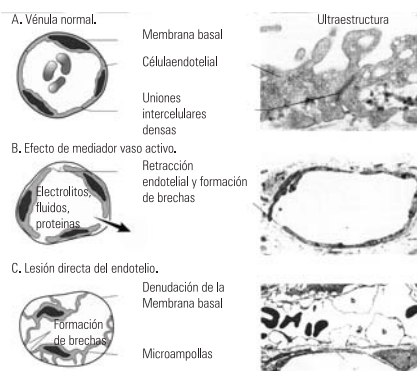 A. Vénula normal.
Ultraestructura
Membrana basal
Célulaendotelial
Uniones
intercelulares
densas
B. Efecto de mediador vaso activo.
Retracción
endotelial y formación
de brechas
Electrolitos,
fluidos,
proteinas
C. Lesión directa del endotelio.
Denudación de la
Membrana basal
Formación
de brechas
Microampollas